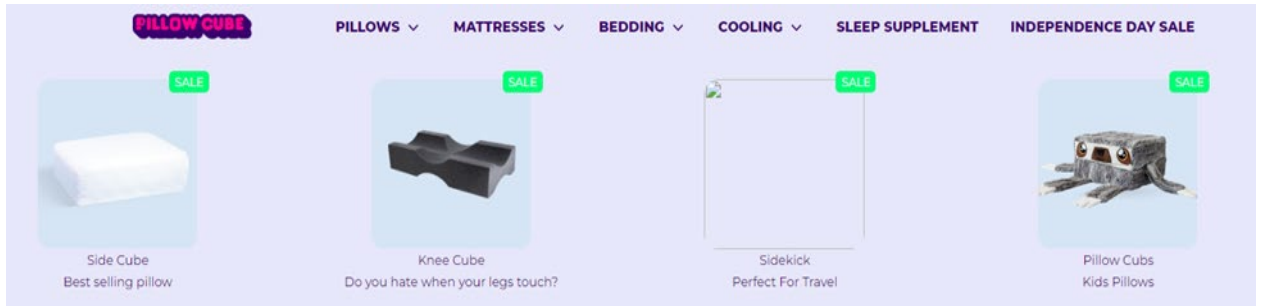 PILLOW CUBE
PILLOWS MATTRESSES BEDDING COOLING SLEEP SUPPLEMENT INDEPENDENCE DAY SALE
SALE SALE SALE SALE
Side Cube Knee Cube Sidekick Pillow Cubs
Best selling pillow Do you hate when your legs touch? Perfect For Travel Kids Pillows